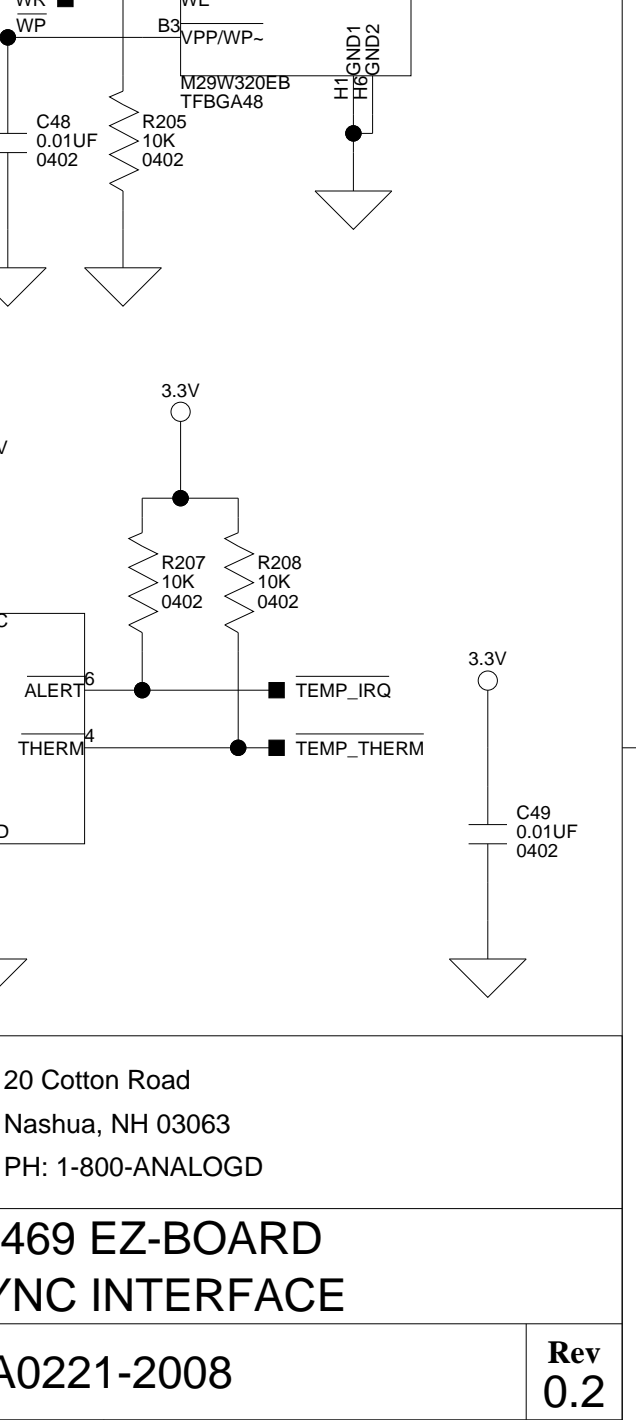 WP
B3
VPP/WP~
M29W320EB
TFBGA48
H1
GND1
H6
GND2
C48
0.01UF
0402
R205
10K
0402
3.3V
R207
10K
0402
R208
10K
0402
ALERT
6
TEMP_IRQ
THERM
4
TEMP_THERM
3.3V
C49
0.01UF
0402
20 Cotton Road
Nashua, NH 03063
PH: 1-800-ANALOGD
469 EZ-BOARD
YNC INTERFACE
A0221-2008
Rev
0.2